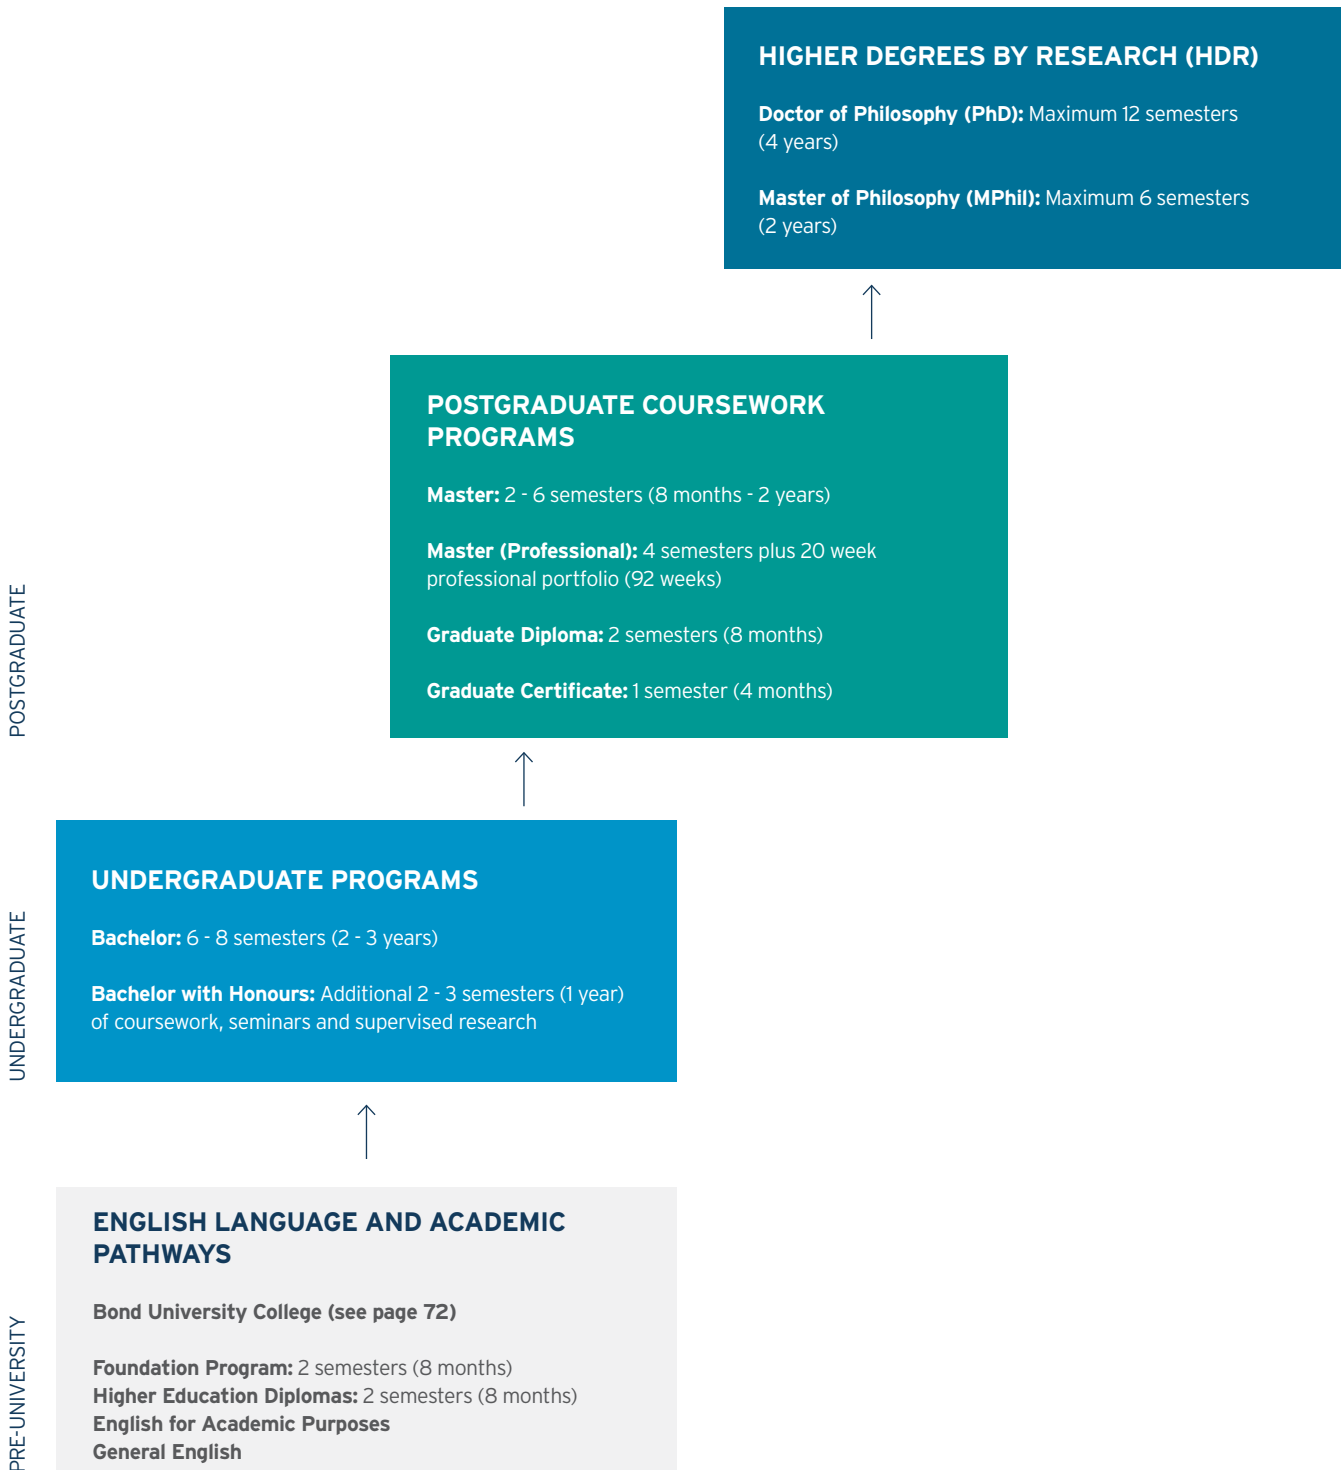 HIGHER DEGREES BY RESEARCH (HDR)
Doctor of Philosophy (PhD): Maximum 12 semesters
(4 years)
Master of Philosophy (MPhil): Maximum 6 semesters
(2 years)
POSTGRADUATE
POSTGRADUATE COURSEWORK
PROGRAMS
Master: 2 - 6 semesters (8 months - 2 years)
Master (Professional): 4 semesters plus 20 week
professional portfolio (92 weeks)
Graduate Diploma: 2 semesters (8 months)
Graduate Certificate: 1 semester (4 months)
UNDERGRADUATE
UNDERGRADUATE PROGRAMS
Bachelor: 6 - 8 semesters (2 - 3 years)
Bachelor with Honours: Additional 2 - 3 semesters (1 year)
of coursework, seminars and supervised research
PRE-UNIVERSITY
ENGLISH LANGUAGE AND ACADEMIC
PATHWAYS
Bond University College (see page 72)
Foundation Program: 2 semesters (8 months)
Higher Education Diplomas: 2 semesters (8 months)
English for Academic Purposes
General English